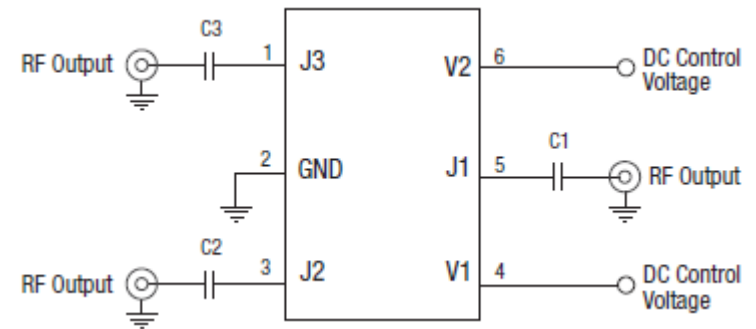 C3
RF Output
1
J3
V2
6
DC Control
Voltage
2
GND
J1
5
C1
RF Output
C2
RF Output
3
J2
V1
4
DC Control
Voltage